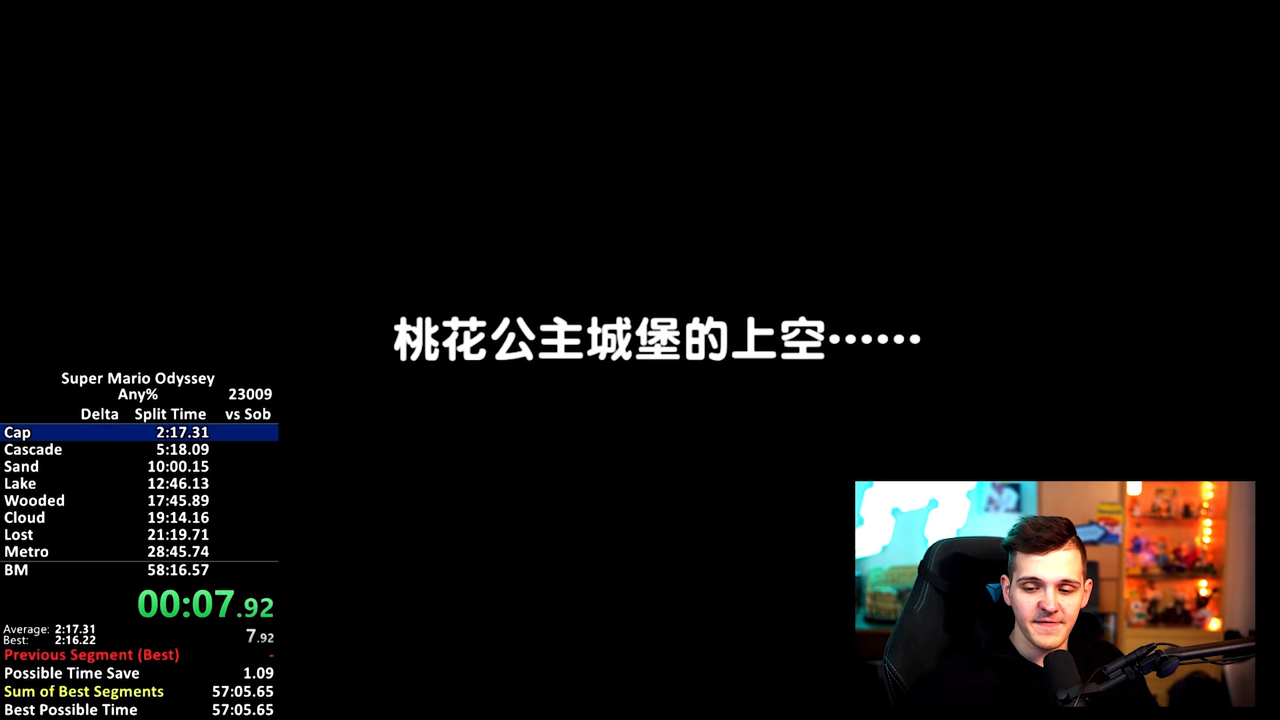 桃花公主城堡的上空……
Super Mario Odyssey
Any% 23009
Delta Split Time vs Sob
Cap 2:17.31
Cascade 5:18.09
Sand 10:00.15
Lake 12:46.13
Wooded 17:45.89
Cloud 19:14.16
Lost 21:19.71
Metro 28:45.74
BM 58:16.57
00:07.92
Average: 2:17.31 7.92
Best: 2:16.22
Previous Segment (Best) -
Possible Time Save 1.09
Sum of Best Segments 57:05.65
Best Possible Time 57:05.65